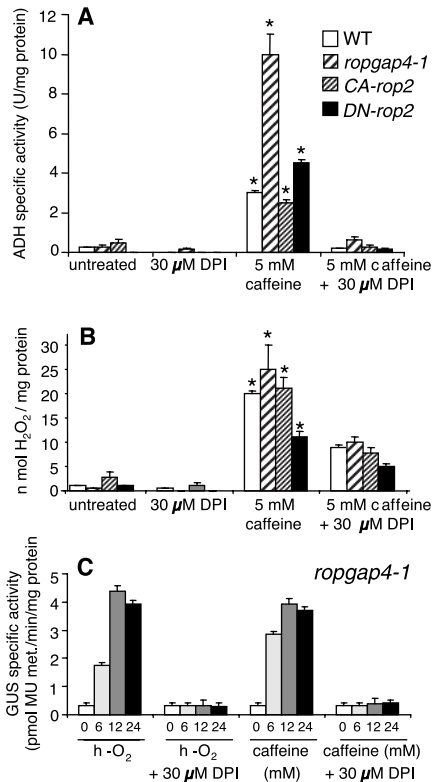 A
ADH specific activity (U/mg protein)
12
10
8
6
4
2
0
WT
ropgap4-1
CA-rop2
DN-rop2
*
*
*
*
untreated
30 µM DPI
5 mM
caffeine
5 mM caffeine
+ 30 µM DPI
B
n mol H2O2 / mg protein
30
25
20
15
10
5
0
*
*
*
*
untreated
30 µM DPI
5 mM
caffeine
5 mM caffeine
+ 30 µM DPI
C
ropgap4-1
GUS specific activity
(pmol MU met./min/mg protein)
5
4
3
2
1
0
0 6 12 24 0 6 12 24 0 6 12 24 0 6 12 24
h -O2
h -O2
+ 30 µM DPI
caffeine
(mM)
caffeine (mM)
+ 30 µM DPI